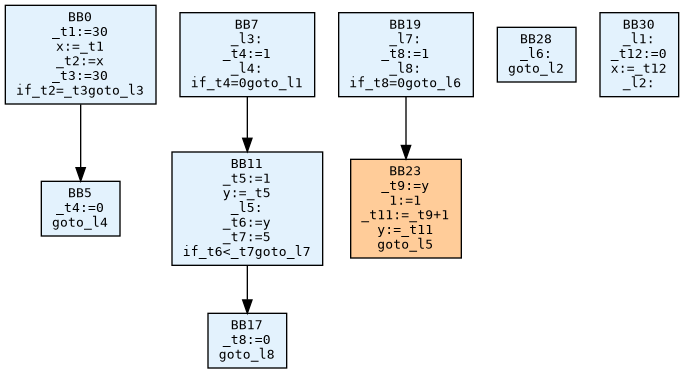 BB0
_t1:=30
x:=_t1
_t2:=x
_t3:=30
if_t2=_t3goto_l3
BB5
_t4:=0
goto_l4
BB7
_l3:
_t4:=1
_l4:
if_t4=0goto_l1
BB11
_t5:=1
y:=_t5
_l5:
_t6:=y
_t7:=5
if_t6<_t7goto_l7
BB17
_t8:=0
goto_l8
BB19
_l7:
_t8:=1
_l8:
if_t8=0goto_l6
BB23
_t9:=y
1:=1
_t11:=_t9+1
y:=_t11
goto_l5
BB28
_l6:
goto_l2
BB30
_l1:
_t12:=0
x:=_t12
_l2: